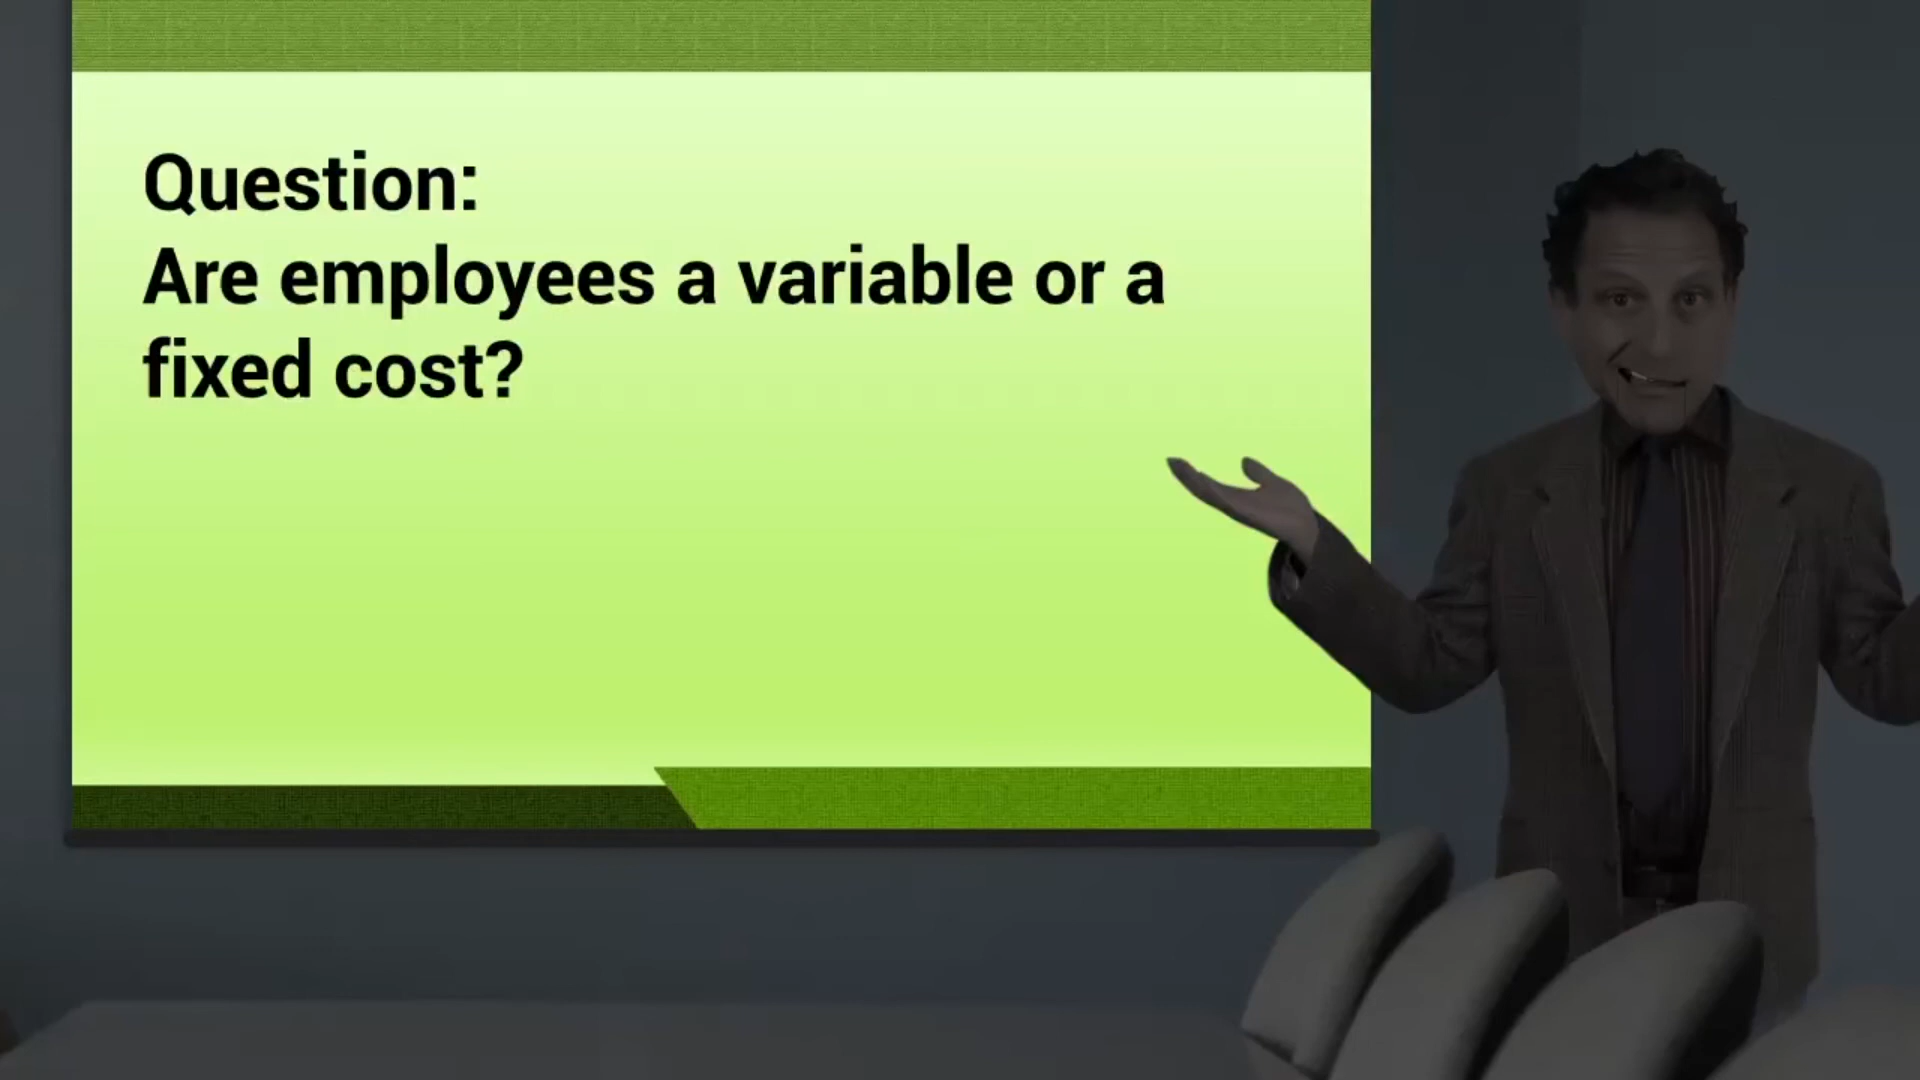 Question:
Are employees a variable or a
fixed cost?